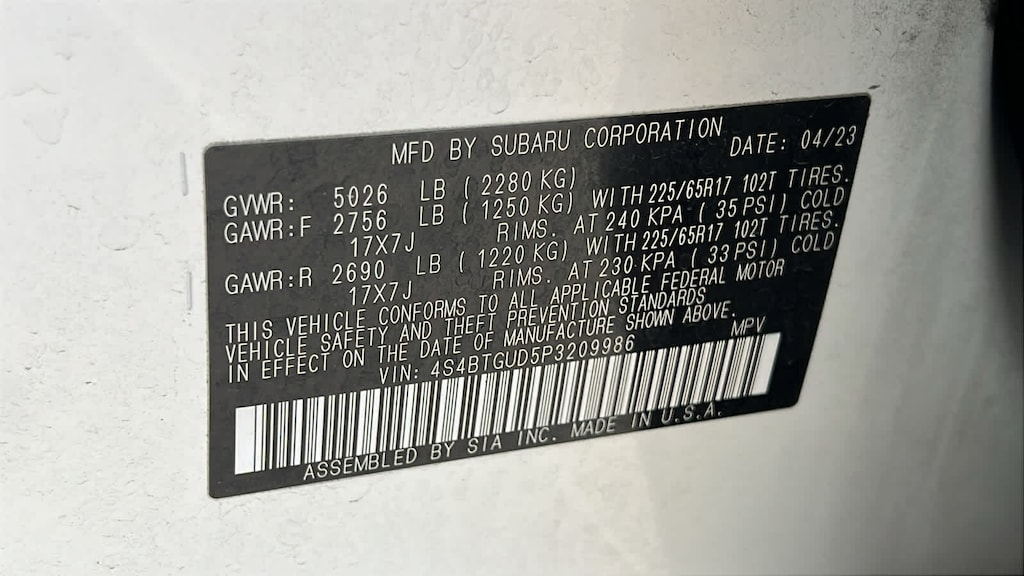 MFD BY SUBARU CORPORATION DATE: 04/23
GVWR: 5026 LB ( 2280 KG)
GAWR:F 2756 LB ( 1250 KG) WITH 225/65R17 102T TIRES.
17X7J RIMS. AT 240 KPA ( 35 PSI) COLD
GAWR:R 2690 LB ( 1220 KG) WITH 225/65R17 102T TIRES.
17X7J RIMS. AT 230 KPA ( 33 PSI) COLD
THIS VEHICLE CONFORMS TO ALL APPLICABLE FEDERAL MOTOR
VEHICLE SAFETY AND THEFT PREVENTION STANDARDS
IN EFFECT ON THE DATE OF MANUFACTURE SHOWN ABOVE.
VIN: 4S4BTGUD5P3209986 MPV
ASSEMBLED BY SIA INC. MADE IN U.S.A.